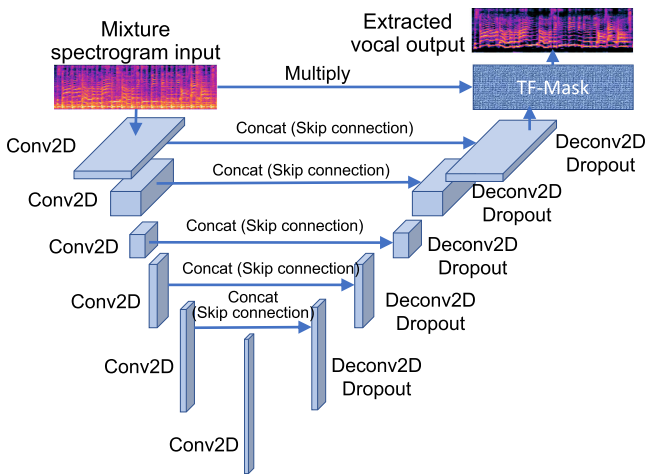 Mixture
spectrogram input
Extracted
vocal output
Multiply
TF-Mask
Conv2D
Concat (Skip connection)
Deconv2D
Dropout
Conv2D
Concat (Skip connection)
Deconv2D
Dropout
Conv2D
Concat (Skip connection)
Deconv2D
Dropout
Conv2D
Concat (Skip connection)
Deconv2D
Dropout
Conv2D
Concat
(Skip connection)
Deconv2D
Dropout
Conv2D